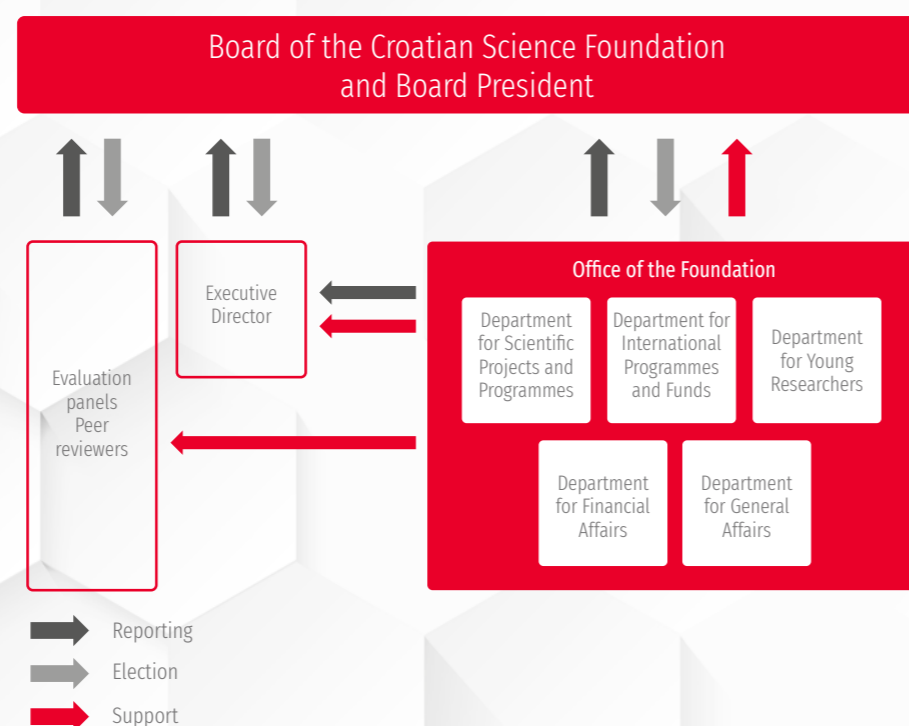 Board of the Croatian Science Foundation
and Board President
Evaluation
panels
Peer
reviewers
Executive
Director
Office of the Foundation
Department
for Scientific
Projects and
Programmes
Department for
International
Programmes
and Funds
Department
for Young
Researchers
Department
for Financial
Affairs
Department
for General
Affairs
Reporting
Election
Support